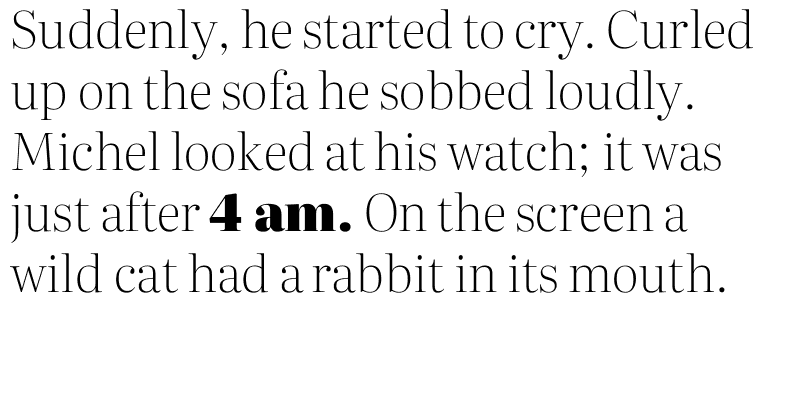 Suddenly, he started to cry. Curled
up on the sofa he sobbed loudly.
Michel looked at his watch; it was
just after 4 am. On the screen a
wild cat had a rabbit in its mouth.